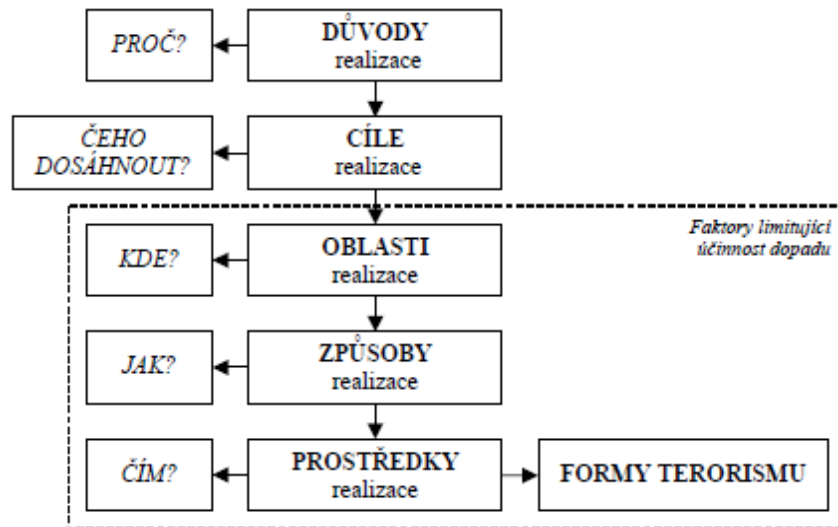 PROČ?
DŮVODY
realizace
ČEHO
DOSÁHNOUT?
CÍLE
realizace
Faktory limitující
účinnost dopadu
KDE?
OBLASTI
realizace
JAK?
ZPŮSOBY
realizace
ČÍM?
PROSTŘEDKY
realizace
FORMY TERORISMU